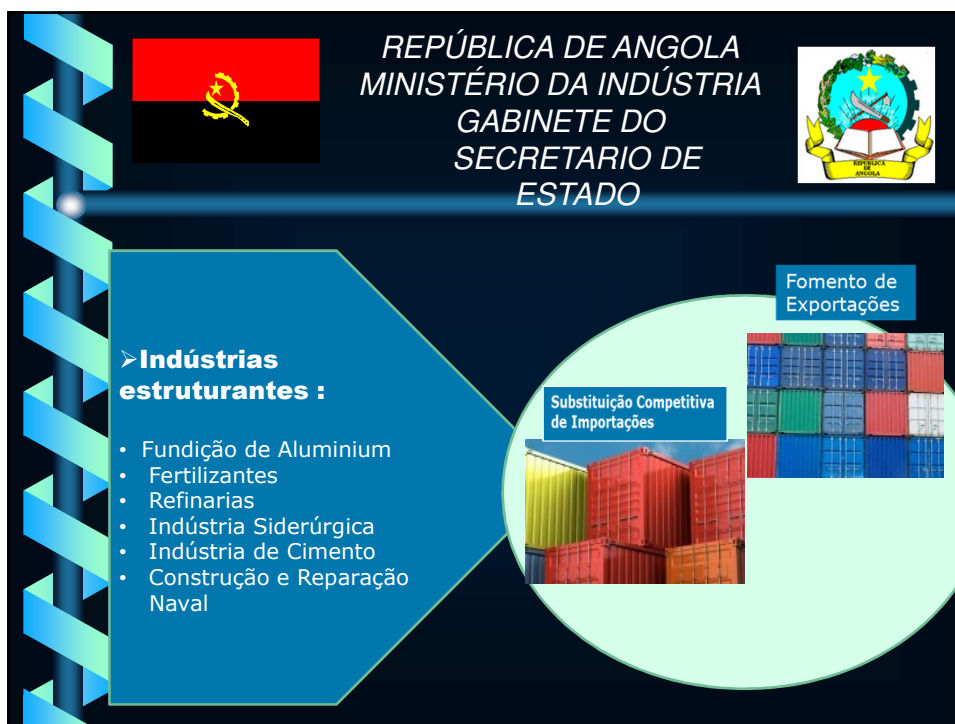 REPÚBLICA DE ANGOLA
MINISTÉRIO DA INDÚSTRIA
GABINETE DO
SECRETARIO DE
ESTADO
REPUBLICA
DE
ANGOLA
➢Indústrias
estruturantes :
• Fundição de Aluminium
• Fertilizantes
• Refinarias
• Indústria Siderúrgica
• Indústria de Cimento
• Construção e Reparação
Naval
Fomento de
Exportações
Substituição Competitiva
de Importações